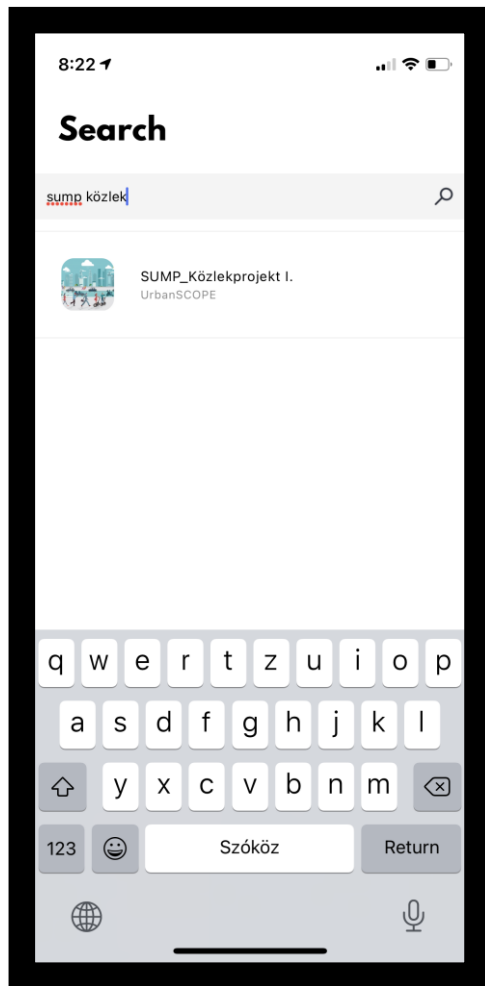 8:22
Search
sump közlek
SUMP_Közlekprojekt I.
UrbanSCOPE
q w e r t z u i o p
a s d f g h j k l
y x c v b n m
123 Szóköz Return